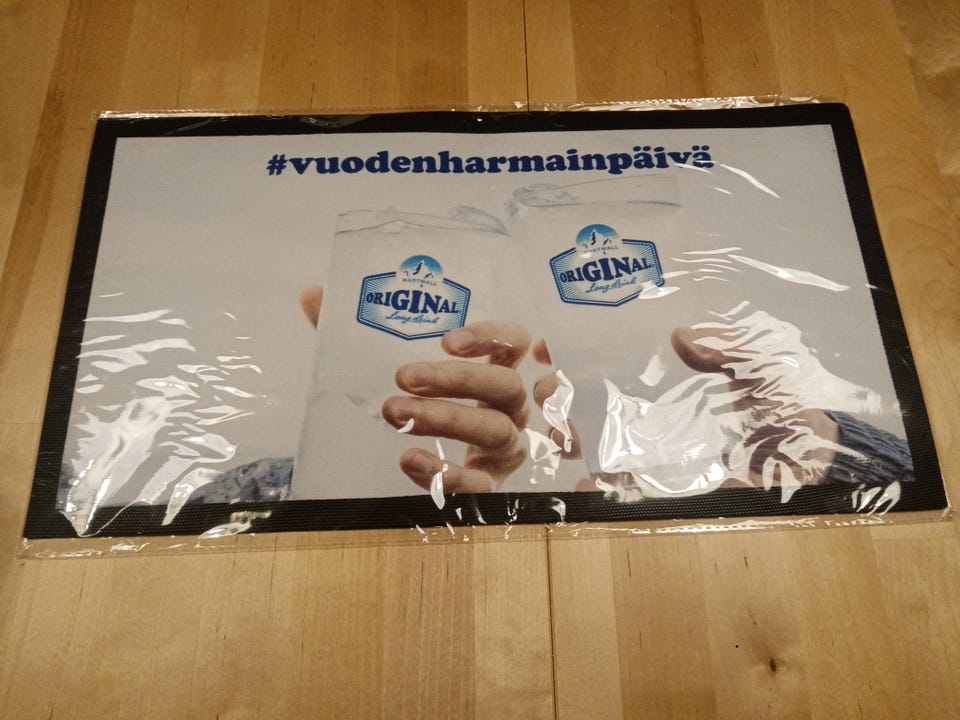 #vuodenharmainpäivä
HARTWALL
ORIGINAL
Long drink
HARTWALL
ORIGINAL
Long drink